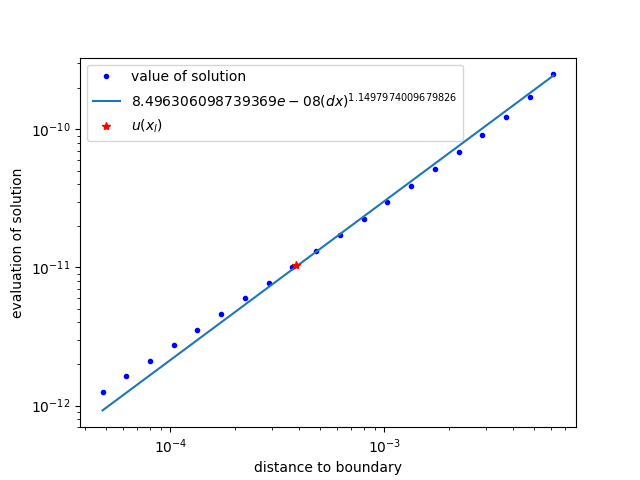 value of solution
8.496306098739369e − 08(dx)^1.1497974009679826
u(x_l)
10^−10
10^−11
10^−12
evaluation of solution
10^−4 10^−3
distance to boundary